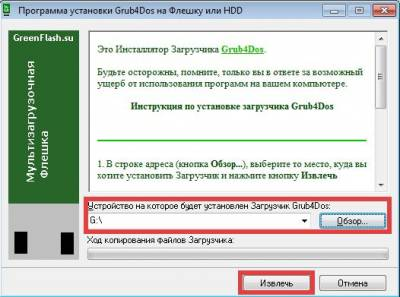 Программа установки Grub4Dos на Флешку или HDD
GreenFlash.su
Мультизагрузочная
Флешка
Это Инсталлятор Загрузчика Grub4Dos.
Будьте осторожны, помните, только вы в ответе за возможный
ущерб от использования программ на вашем компьютере.
Инструкция по установке загрузчика Grub4Dos
1. В строке адреса (кнопка Обзор...), выберите то место, куда вы
хотите установить Загрузчик и нажмите кнопку Извлечь
Устройство на которое будет установлен Загрузчик Grub4Dos:
G:\
Обзор...
Ход копирования файлов Загрузчика:
Извлечь
Отмена